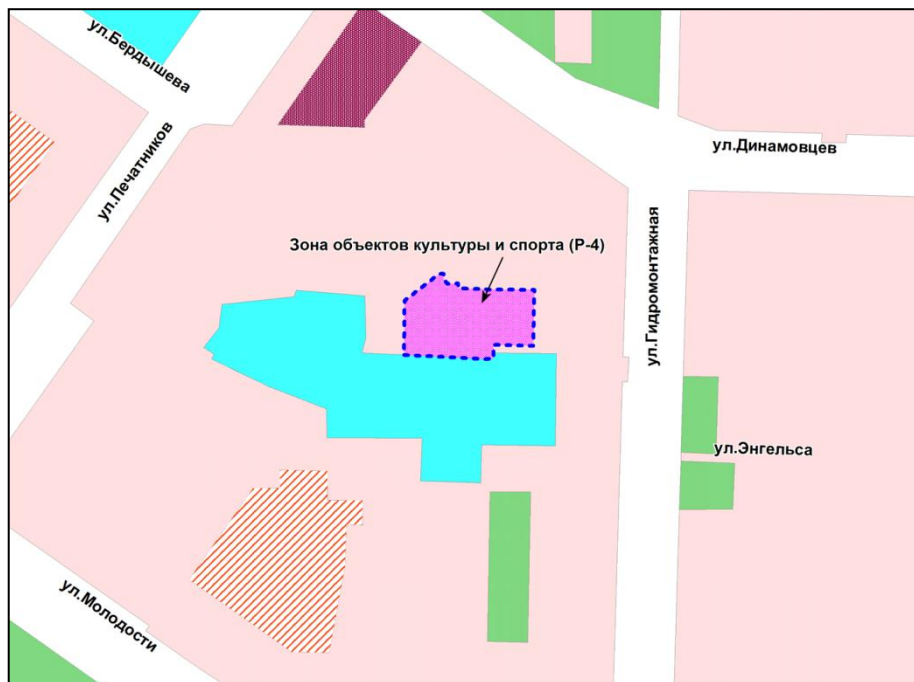 ул.Бердышева
ул.Печатников
ул.Динамовцев
Зона объектов культуры и спорта (Р-4)
ул.Гидромонтажная
ул.Энгельса
ул.Молодости